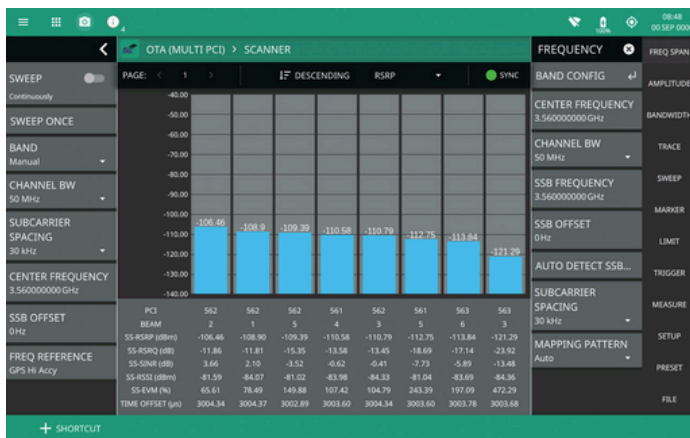 4
100%
08:48
00 SEP 000
OTA (MULTI PCI) > SCANNER
FREQUENCY
FREQ SPAN
SWEEP
Continuously
SWEEP ONCE
BAND
Manual
CHANNEL BW
50 MHz
SUBCARRIER
SPACING
30 kHz
CENTER FREQUENCY
3.560000000 GHz
SSB OFFSET
0 Hz
FREQ REFERENCE
GPS Hi Accy
+ SHORTCUT
PAGE: < 1 > DESCENDING RSRP SYNC
-40.00
-50.00
-60.00
-70.00
-80.00
-90.00
-100.00
-110.00
-120.00
-130.00
-140.00
-106.46 -108.9 -109.39 -110.58 -110.79 -112.75 -113.84 -121.29
PCI 562 562 562 561 562 561 563 563
BEAM 2 1 5 4 3 5 6 3
SS-RSRP (dBm) -106.46 -108.90 -109.39 -110.58 -110.79 -112.75 -113.84 -121.29
SS-RSRQ (dB) -11.86 -11.81 -15.35 -13.58 -13.45 -18.69 -17.14 -23.92
SS-SINR (dB) 3.66 2.10 -3.52 -0.62 -0.41 -7.73 -5.89 -13.48
SS-RSSI (dBm) -81.59 -84.07 -81.02 -83.98 -84.33 -81.04 -83.69 -84.36
SS-EVM (%) 65.61 78.49 149.88 107.42 104.79 243.39 197.09 472.29
TIME OFFSET (µs) 3004.34 3004.37 3002.89 3003.60 3004.34 3003.60 3003.78 3003.68
BAND CONFIG
CENTER FREQUENCY
3.560000000 GHz
CHANNEL BW
50 MHz
SSB FREQUENCY
3.560000000 GHz
SSB OFFSET
0 Hz
AUTO DETECT SSB...
SUBCARRIER
SPACING
30 kHz
MAPPING PATTERN
Auto
AMPLITUDE
BANDWIDTH
TRACE
SWEEP
MARKER
LIMIT
TRIGGER
MEASURE
SETUP
PRESET
FILE